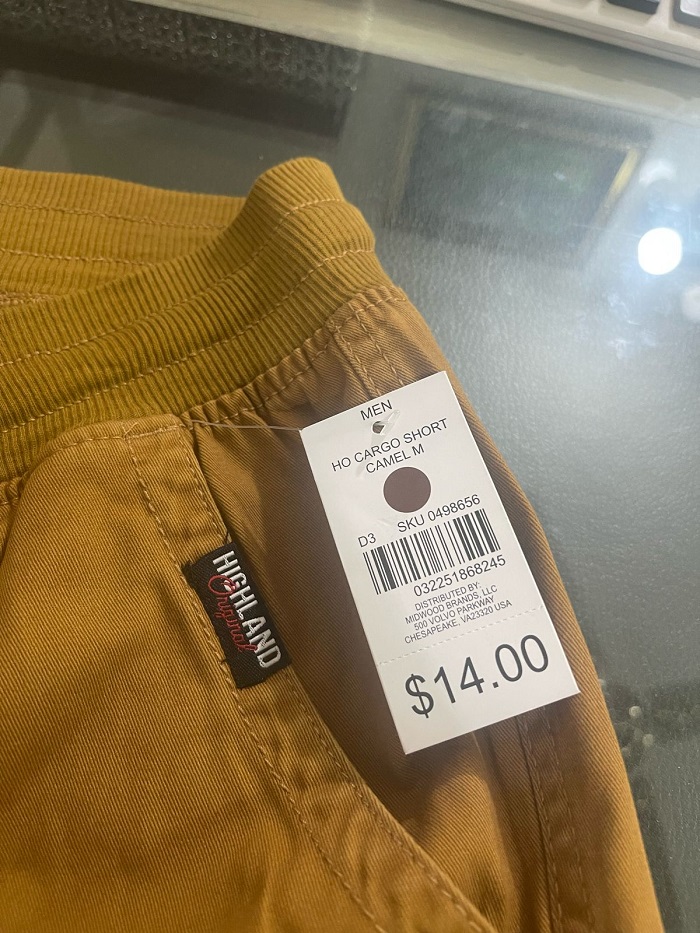 MEN
HO CARGO SHORT
CAMEL M
D3 SKU 0498656
032251868245
DISTRIBUTED BY:
MIDWOOD BRANDS, LLC
500 VOLVO PARKWAY
CHESAPEAKE, VA23320 USA
$14.00
HIGHLAND
Original